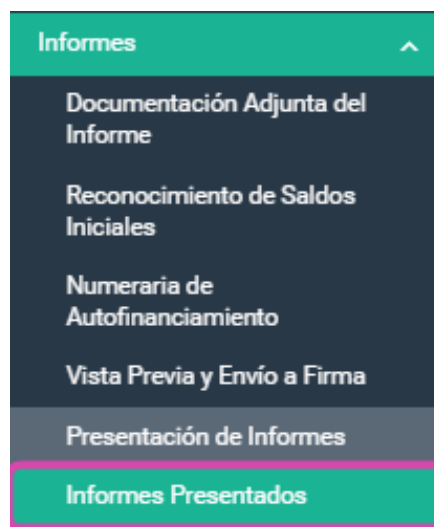 Informes
Documentación Adjunta del
Informe
Reconocimiento de Saldos
Iniciales
Numeraria de
Autofinanciamiento
Vista Previa y Envío a Firma
Presentación de Informes
Informes Presentados